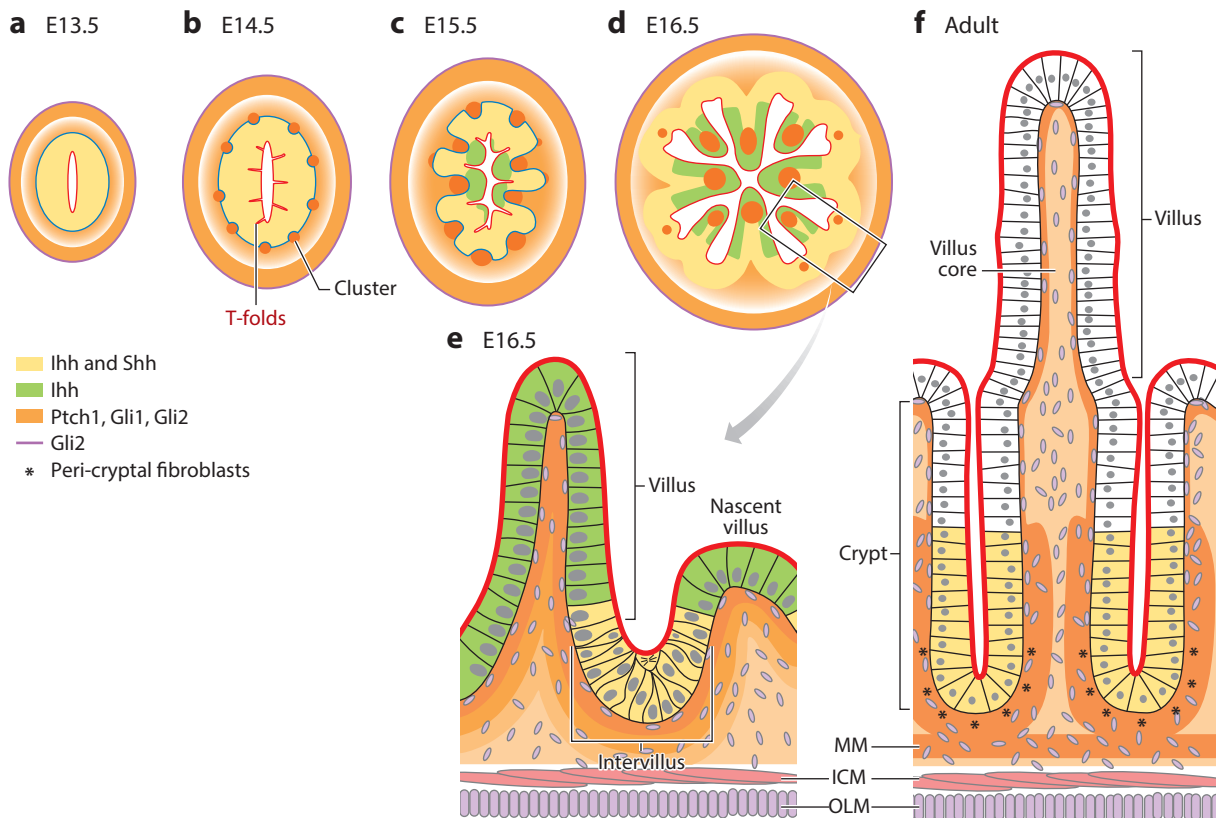 a E13.5
b E14.5
c E15.5
d E16.5
f Adult
Cluster
T-folds
Villus
Villus
core
e E16.5
Ihh and Shh
Ihh
Ptch1, Gli1, Gli2
Gli2
* Peri-cryptal fibroblasts
Villus
Nascent
villus
Crypt
Intervillus
MM
ICM
OLM